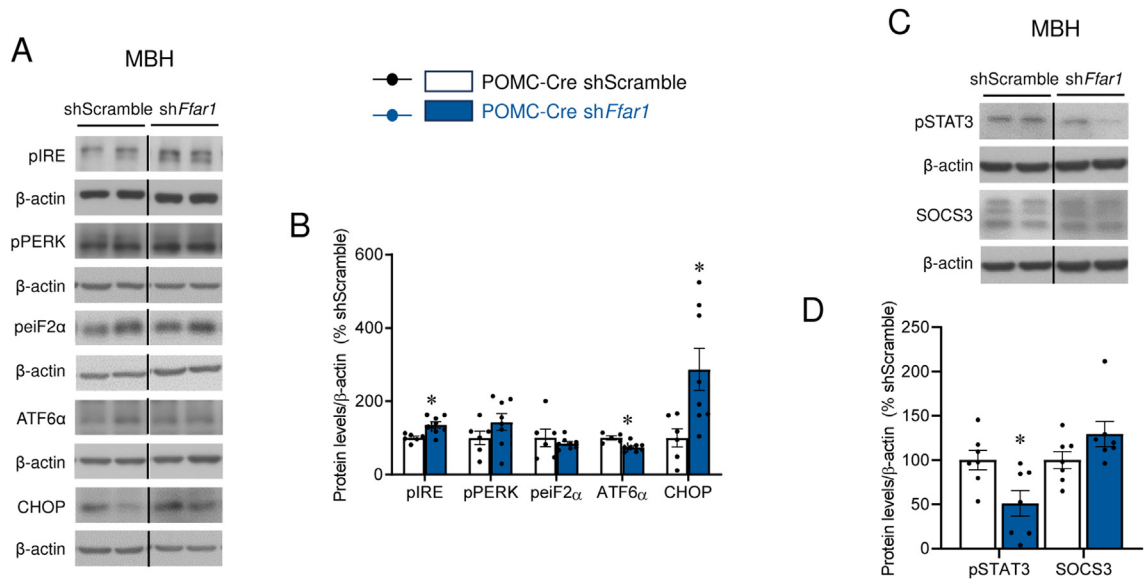 A
MBH
shScramble shFfar1
pIRE
β-actin
pPERK
β-actin
peiF2α
β-actin
ATF6α
β-actin
CHOP
β-actin
POMC-Cre shScramble
POMC-Cre shFfar1
B
Protein levels/β-actin (% shScramble)
600
400
200
0
*
*
*
pIRE pPERK peiF2α ATF6α CHOP
C
MBH
shScramble shFfar1
pSTAT3
β-actin
SOCS3
β-actin
D
Protein levels/β-actin (% shScramble)
250
200
150
100
50
0
*
pSTAT3 SOCS3